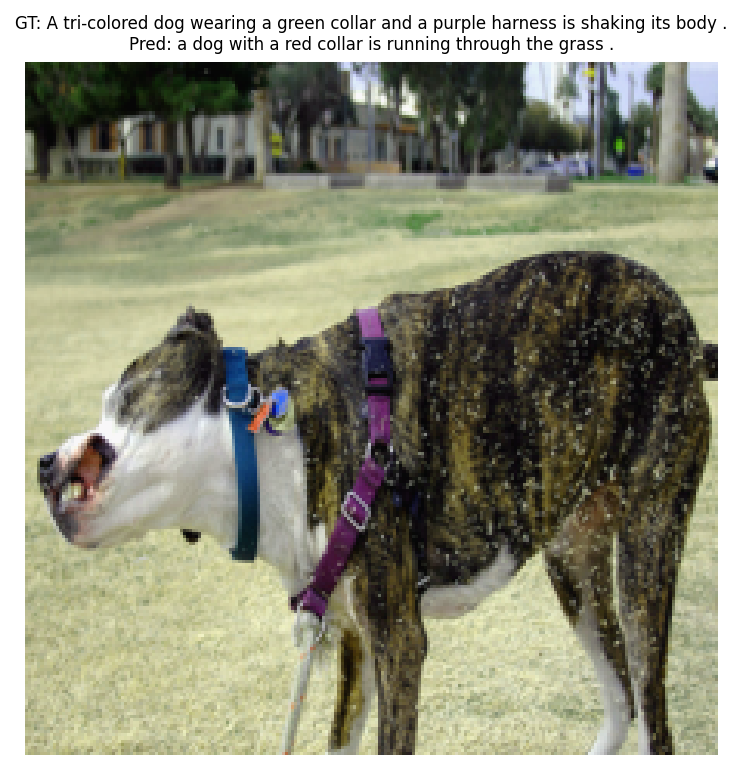 GT: A tri-colored dog wearing a green collar and a purple harness is shaking its body .
Pred: a dog with a red collar is running through the grass .